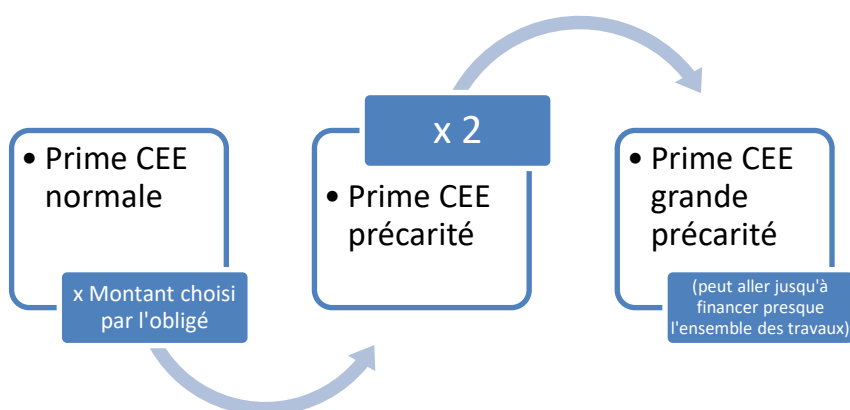 • Prime CEE
normale
x Montant choisi
par l'obligé
x 2
• Prime CEE
précarité
• Prime CEE
grande
précarité
(peut aller jusqu'à
financer presque
l'ensemble des travaux)